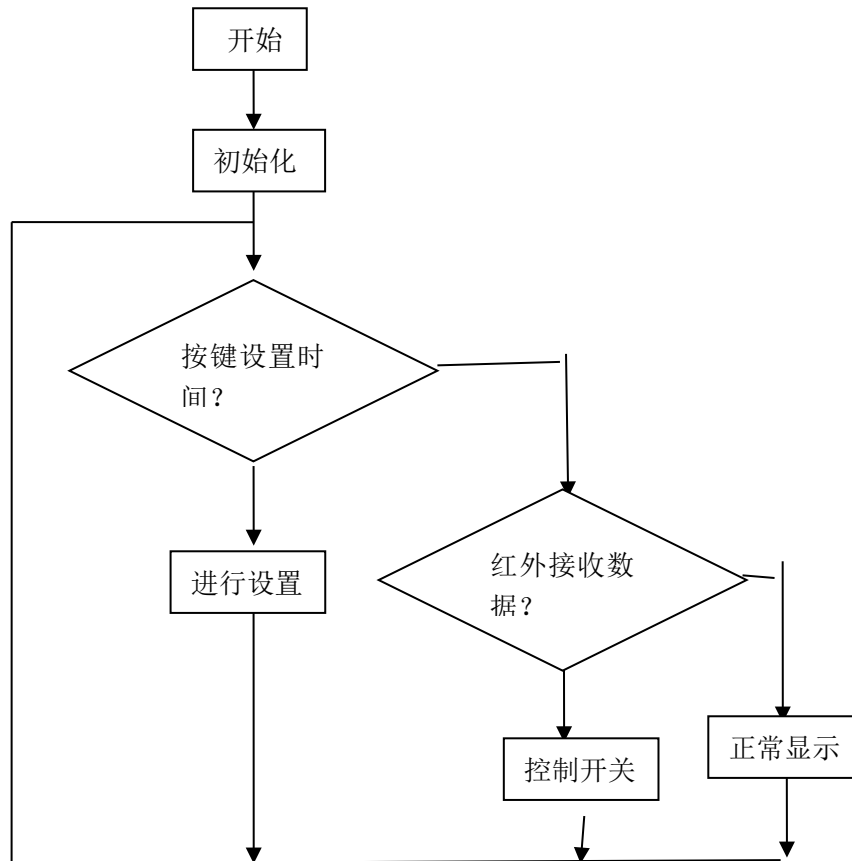 开始
初始化
按键设置时
间？
进行设置
红外接收数
据？
控制开关
正常显示